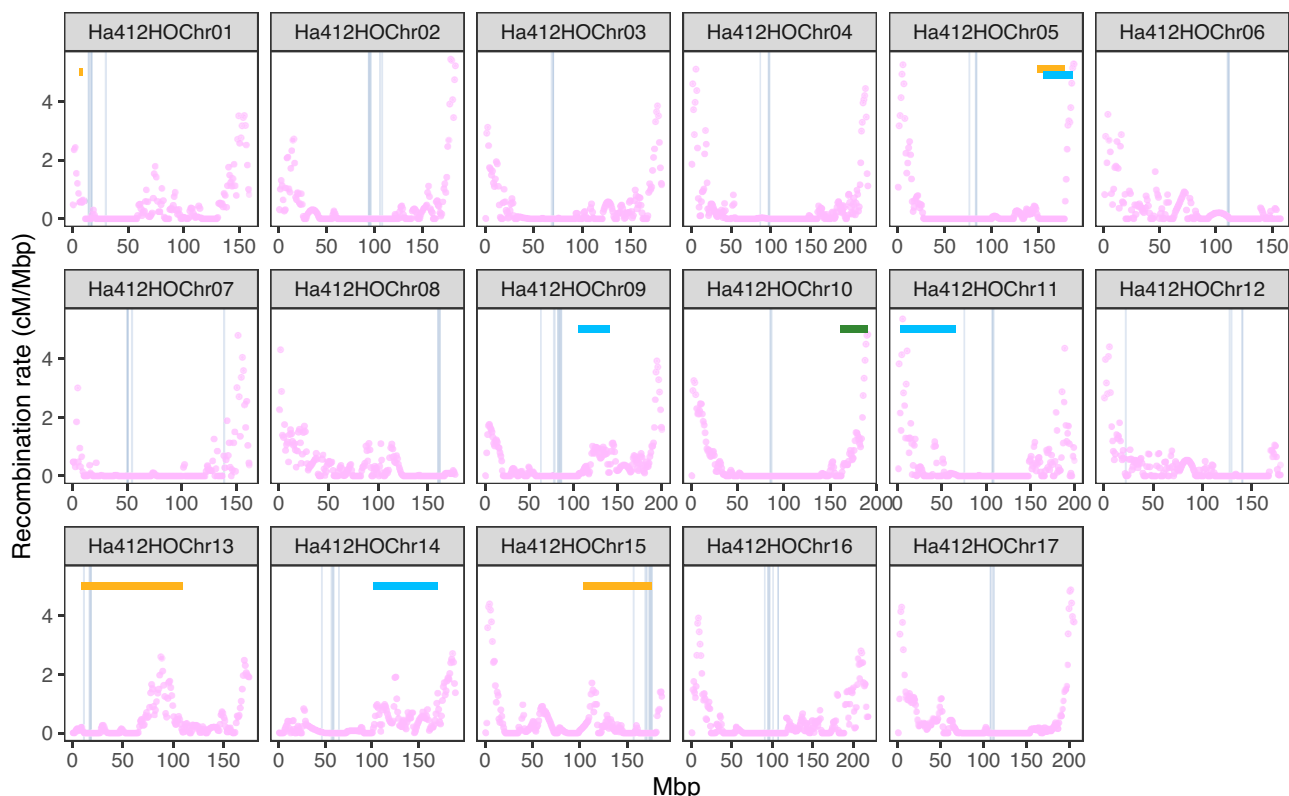 Ha412HOChr01 Ha412HOChr02 Ha412HOChr03 Ha412HOChr04 Ha412HOChr05 Ha412HOChr06
4
2
0
0 50 100 150 0 50 100 150 0 50 100 150 0 50 100 150 200 0 50 100 150 0 50 100 150
Ha412HOChr07 Ha412HOChr08 Ha412HOChr09 Ha412HOChr10 Ha412HOChr11 Ha412HOChr12
4
2
0
0 50 100 150 0 50 100 150 0 50 100 150 200 0 50 100 150 200 0 50 100 150 200 0 50 100 150
Ha412HOChr13 Ha412HOChr14 Ha412HOChr15 Ha412HOChr16 Ha412HOChr17
4
2
0
0 50 100 150 0 50 100 150 0 50 100 150 0 50 100 150 200 0 50 100 150 200
Recombination rate (cM/Mbp)
Mbp